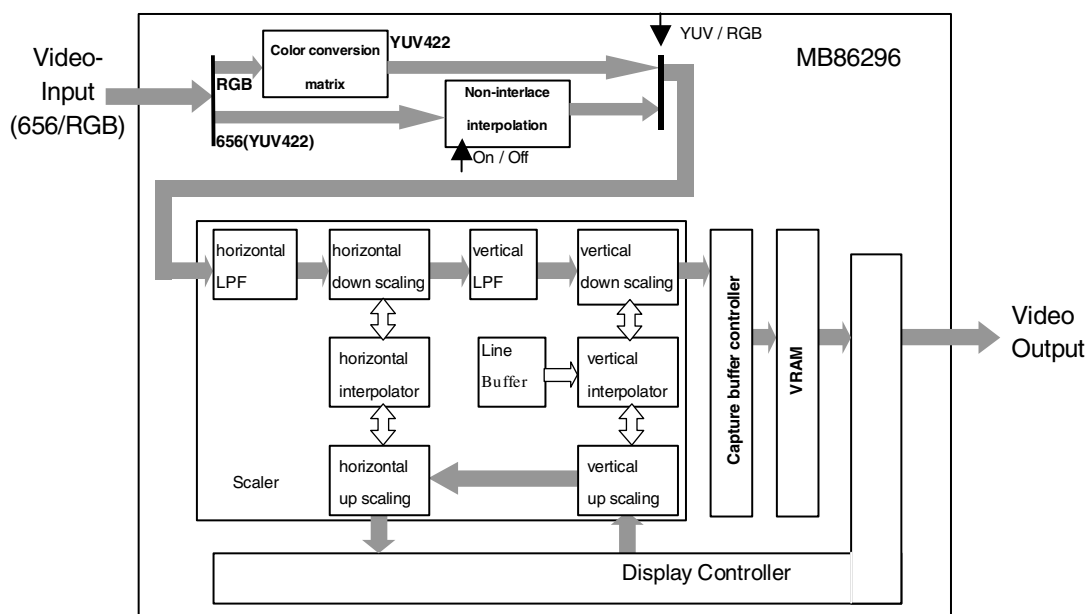 Video-
Input
(656/RGB)
RGB
Color conversion
matrix
YUV422
656(YUV422)
Non-interlace
interpolation
On / Off
YUV / RGB
MB86296
horizontal
LPF
horizontal
down scaling
vertical
LPF
vertical
down scaling
horizontal
interpolator
Line
Buffer
vertical
interpolator
Scaler
horizontal
up scaling
vertical
up scaling
Capture buffer controller
VRAM
Video
Output
Display Controller